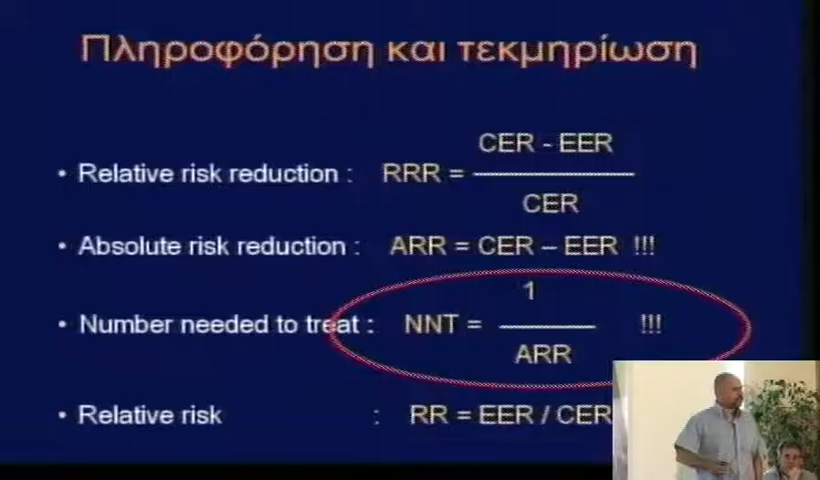 Πληροφόρηση και τεκμηρίωση
CER - EER
• Relative risk reduction : RRR =
CER
• Absolute risk reduction : ARR = CER – EER !!!
1
• Number needed to treat : NNT = !!!
ARR
• Relative risk : RR = EER / CER